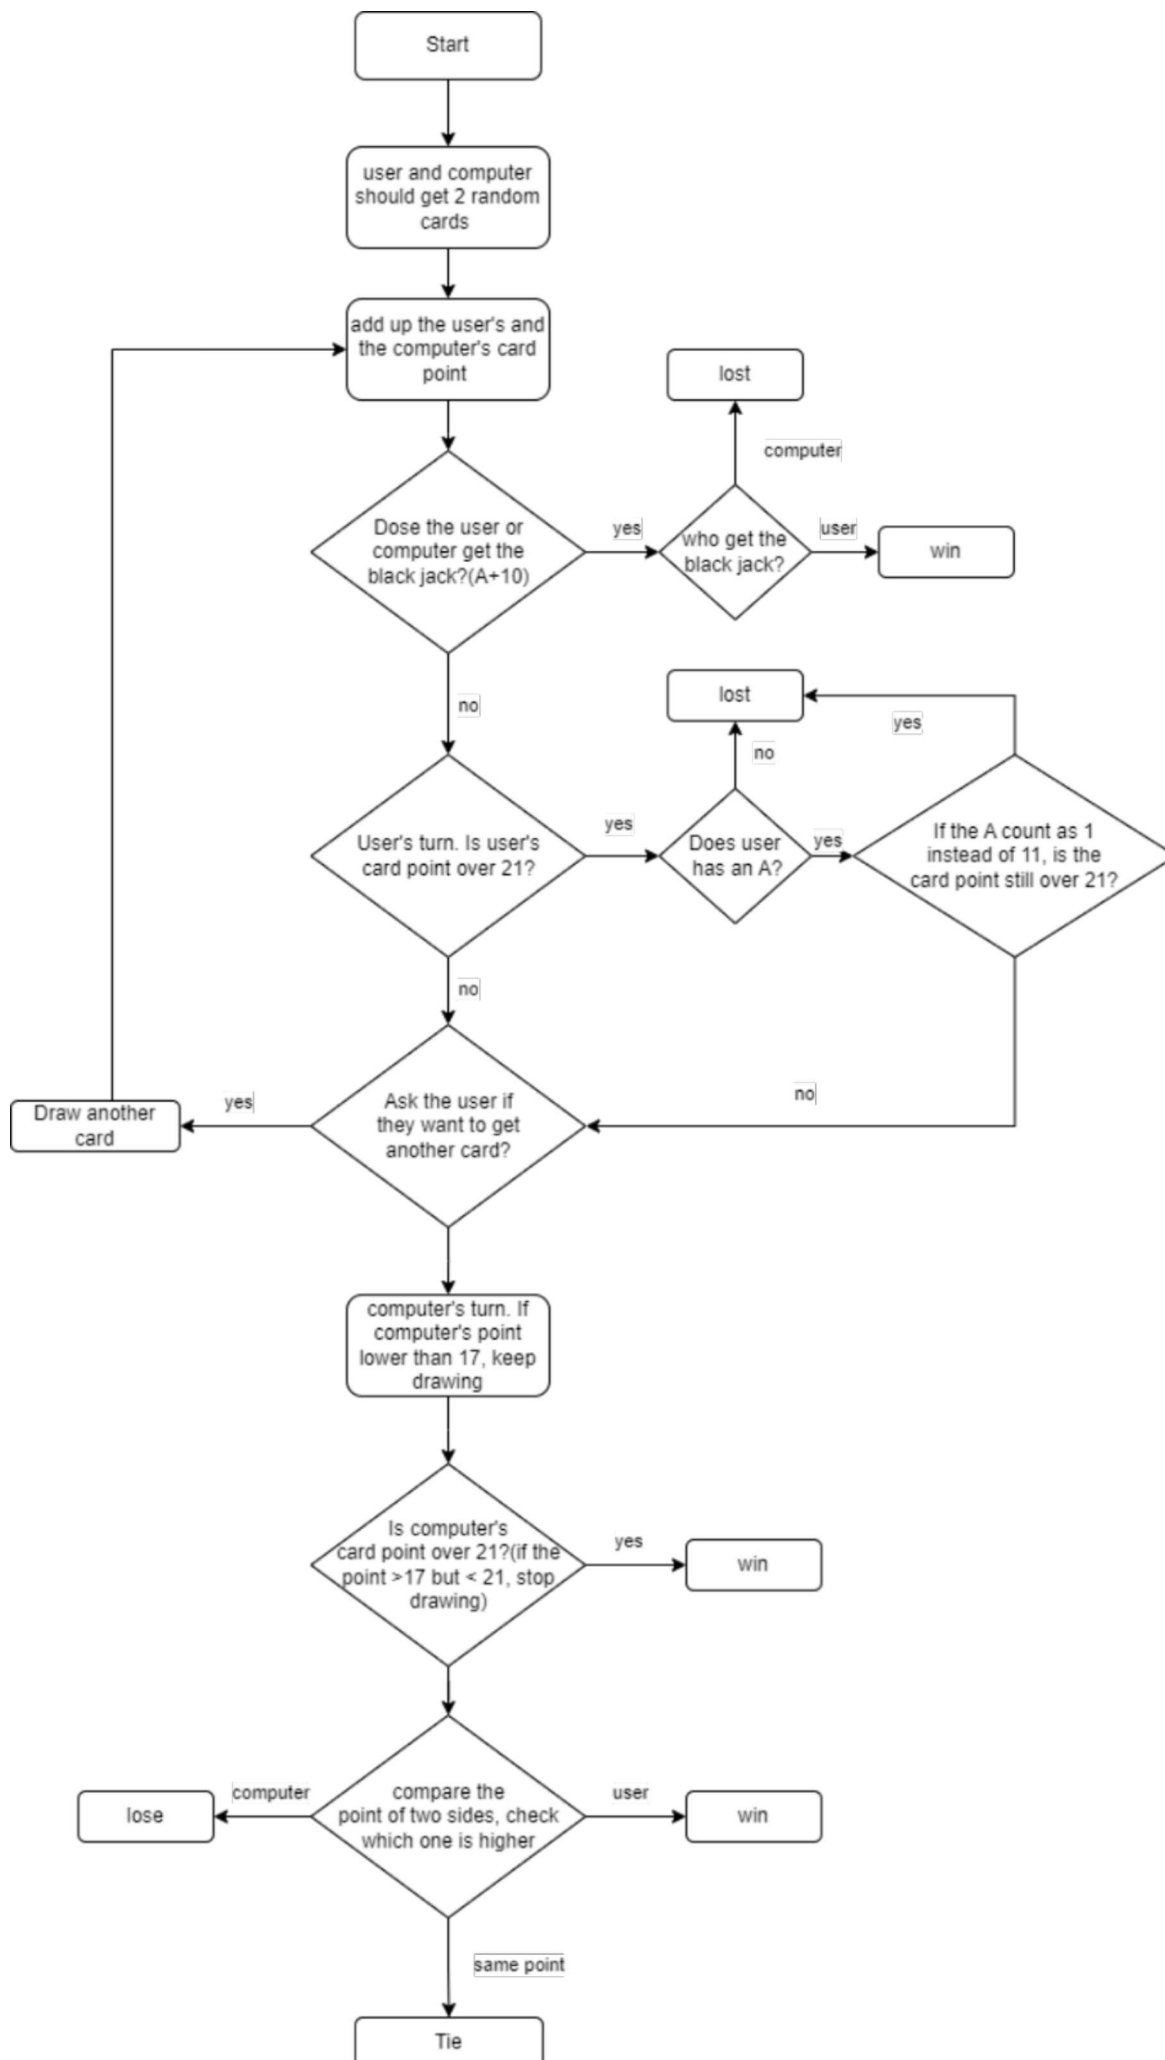 Start
user and computer
should get 2 random
cards
add up the user's and
the computer's card
point
lost
computer
Dose the user or
computer get the
black jack?(A+10)
yes
who get the
black jack?
user
win
no
lost
yes
no
User's turn. Is user's
card point over 21?
yes
Does user
has an A?
yes
If the A count as 1
instead of 11, is the
card point still over 21?
no
Draw another
card
yes
Ask the user if
they want to get
another card?
no
computer's turn. If
computer's point
lower than 17, keep
drawing
Is computer's
card point over 21?(if the
point >17 but < 21, stop
drawing)
yes
win
lose
computer
compare the
point of two sides, check
which one is higher
user
win
same point
Tie